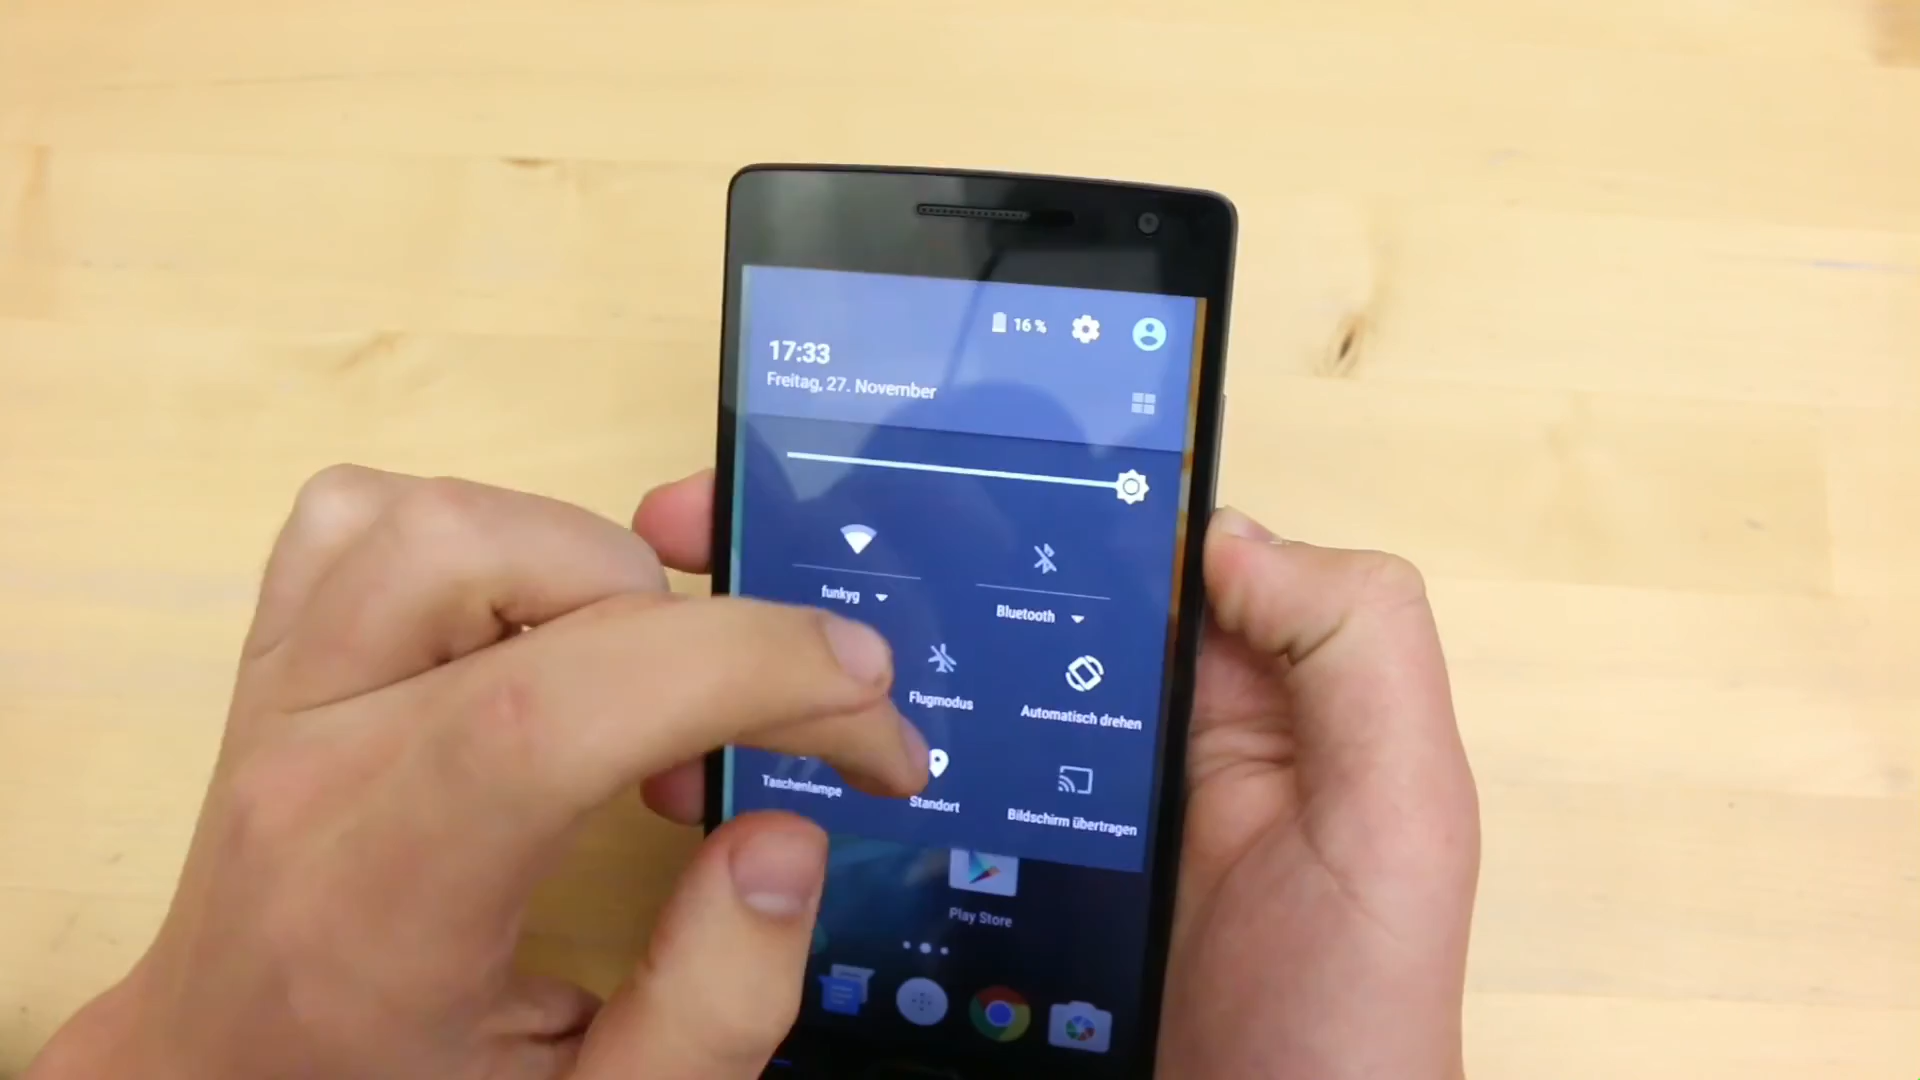 16 %
17:33
Freitag, 27. November
funkyg
Bluetooth
Flugmodus
Automatisch drehen
Taschenlampe
Standort
Bildschirm übertragen
Play Store